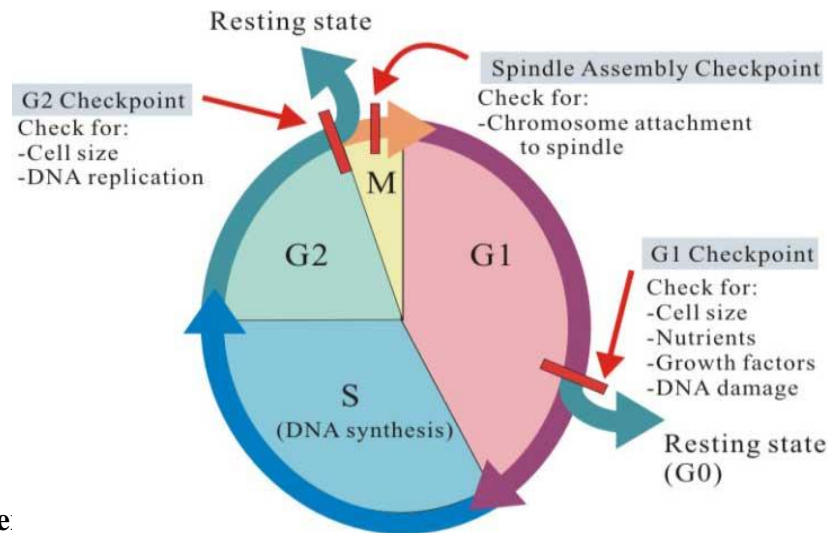 Resting state
Spindle Assembly Checkpoint
Check for:
-Chromosome attachment
to spindle
G2 Checkpoint
Check for:
-Cell size
-DNA replication
M
G2
G1
G1 Checkpoint
Check for:
-Cell size
-Nutrients
-Growth factors
-DNA damage
S
(DNA synthesis)
Resting state
(G0)